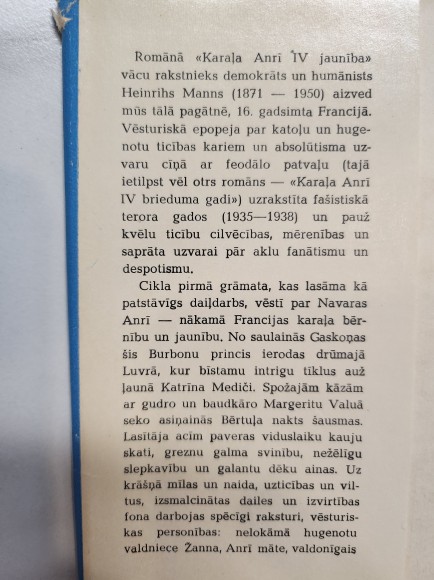 Romānā «Karaļa Anrī IV jaunība»
vācu rakstnieks demokrāts un humānists
Heinrihs Manns (1871 — 1950) aizved
mūs tālā pagātnē, 16. gadsimta Francijā.
Vēsturiskā epopeja par katoļu un huge-
notu ticības kariem un absolūtisma uz-
varu cīņā ar feodālo patvaļu (tajā
ietilpst vēl otrs romāns — «Karaļa Anrī
IV brieduma gadi») uzrakstīta fašistiskā
terora gados (1935—1938) un pauž
kvēlu ticību cilvēcības, mērenības un
saprāta uzvarai pār aklu fanātismu un
despotismu.
Cikla pirmā grāmata, kas lasāma kā
patstāvīgs daiļdarbs, vēstī par Navaras
Anrī — nākamā Francijas karaļa bēr-
nību un jaunību. No saulainās Gaskoņas
šis Burbonu princis ierodas drūmajā
Luvrā, kur bīstamu intrigu tīklus auž
ļaunā Katrīna Mediči. Spožajām kāzām
ar gudro un baudkāro Margeritu Valuā
seko asiņainās Bērtuļa nakts šausmas.
Lasītāja acīm paveras viduslaiku kauju
skati, greznu galma svinību, nežēlīgu
slepkavību un galantu dēku ainas. Uz
krāšņā mīlas un naida, uzticības un vil-
tus, izsmalcinātas dailes un izvirtības
fona darbojas spēcīgi raksturi, vēsturis-
kas personības: nelokāmā hugenotu
valdniece Žanna, Anrī māte, valdonīgais